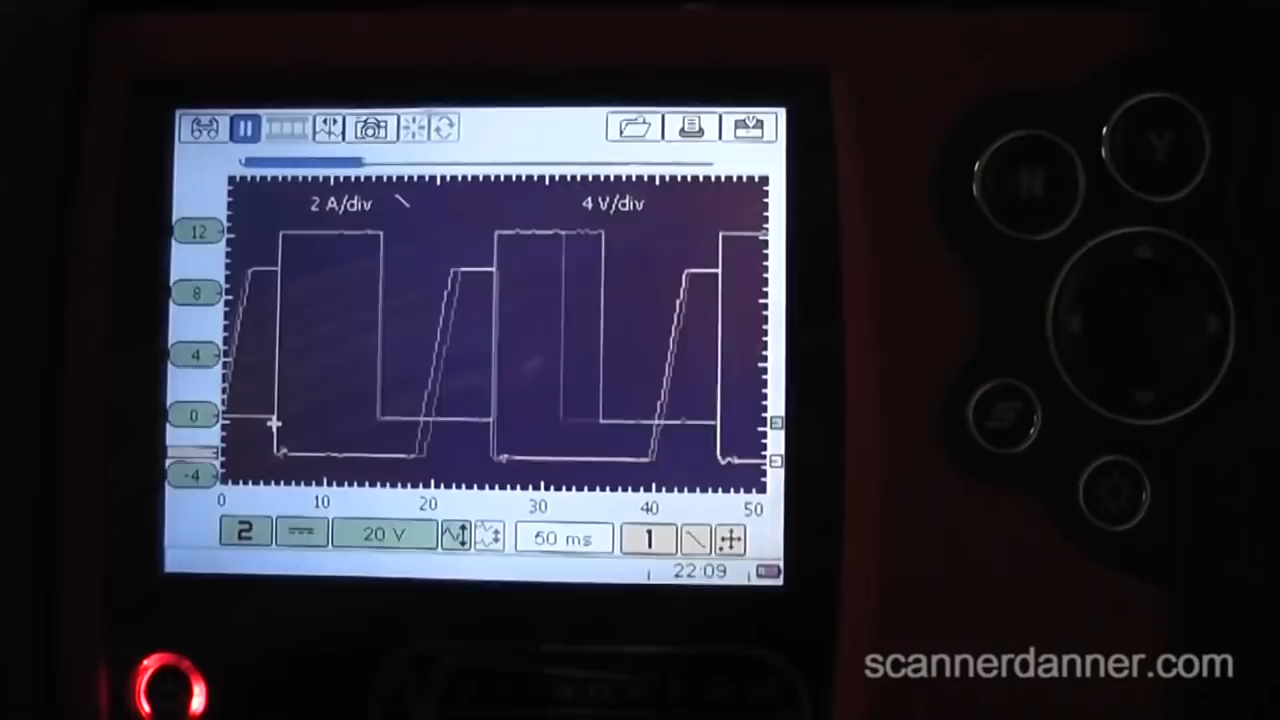 2 A/div 4 V/div
12
8
4
0
-4
0 10 20 30 40 50
2 20 V 50 ms 1
22:09
N Y
S
scannerdanner.com